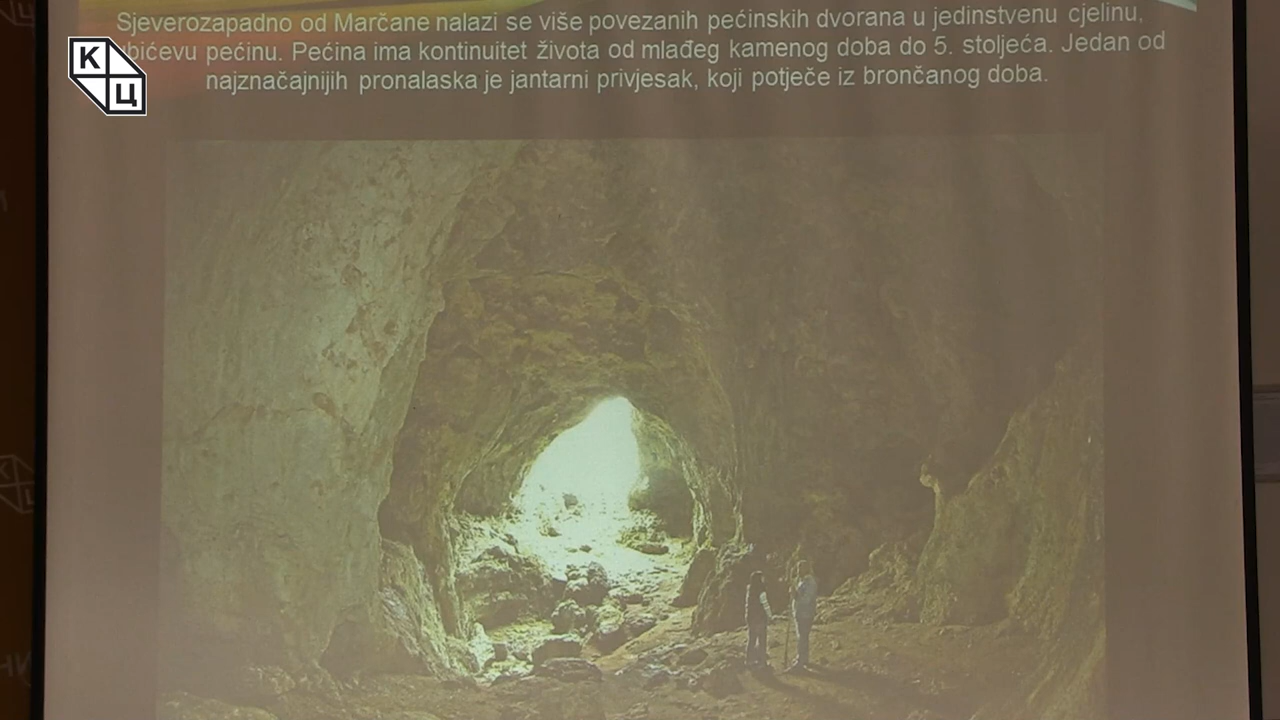 Sjeverozapadno od Marčane nalazi se više povezanih pećinskih dvorana u jedinstvenu cjelinu,
pećinu. Pećina ima kontinuitet života od mlađeg kamenog doba do 5. stoljeća. Jedan od
najznačajnijih pronalaska je jantarni privjesak, koji potječe iz brončanog doba.
К
Ц